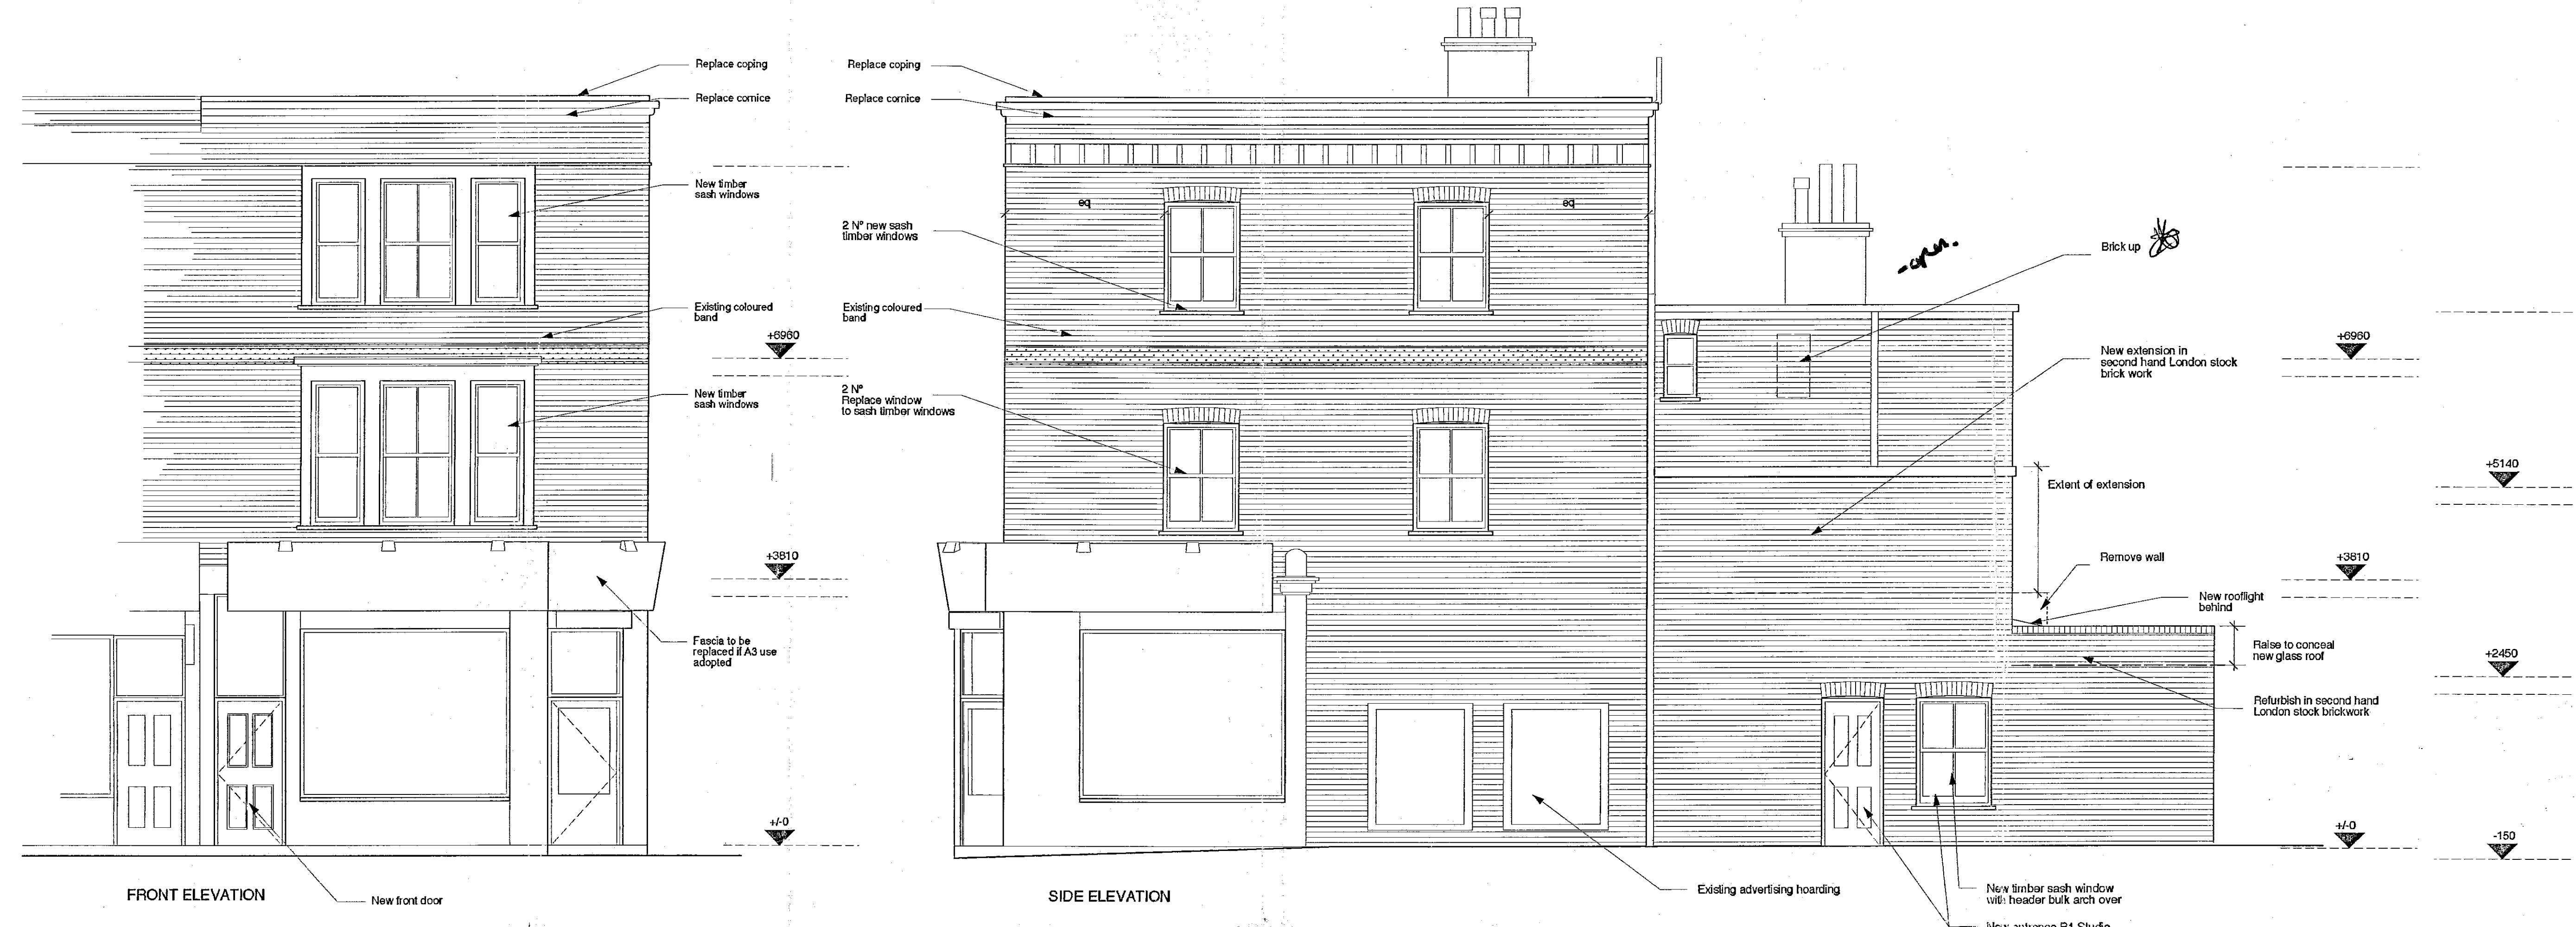 Replace coping
Replace cornice
New timber
sash windows
Existing coloured
band
+6960
New timber
sash windows
+3810
Fascia to be
replaced if A3 use
adopted
+/-0
FRONT ELEVATION
New front door
Replace coping
Replace cornice
eq
eq
2 N° new sash
timber windows
Existing coloured
band
2 N°
Replace window
to sash timber windows
SIDE ELEVATION
Existing advertising hoarding
-open.
Brick up
New extension in
second hand London stock
brick work
Extent of extension
Remove wall
New rooflight
behind
Raise to conceal
new glass roof
Refurbish in second hand
London stock brickwork
New timber sash window
with header bulk arch over
New entrance B1 Studio
+6960
+3810
+/-0
+5140
+2450
-150